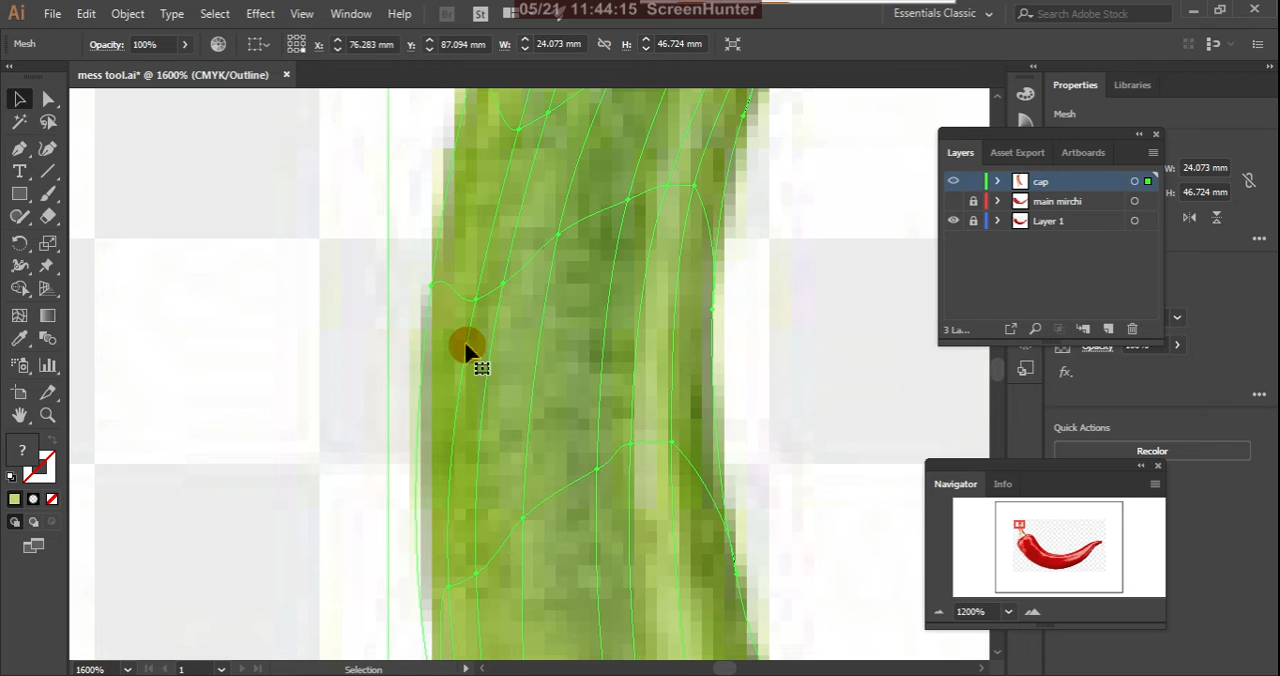 05/21 11:44:15 ScreenHunter
Ai File Edit Object Type Select Effect View Window Help Br St Essentials Classic Search Adobe Stock
Mesh Opacity: 100% X: 76.283 mm Y: 87.094 mm W: 24.073 mm H: 46.724 mm
mess tool.ai* @ 1600% (CMYK/Outline)
Properties Libraries
Mesh
Layers Asset Export Artboards
cap
main mirchi
Layer 1
3 La...
W: 24.073 mm
H: 46.724 mm
Opacity
fx.
Quick Actions
Recolor
Navigator Info
1200%
?
1600% 1 Selection